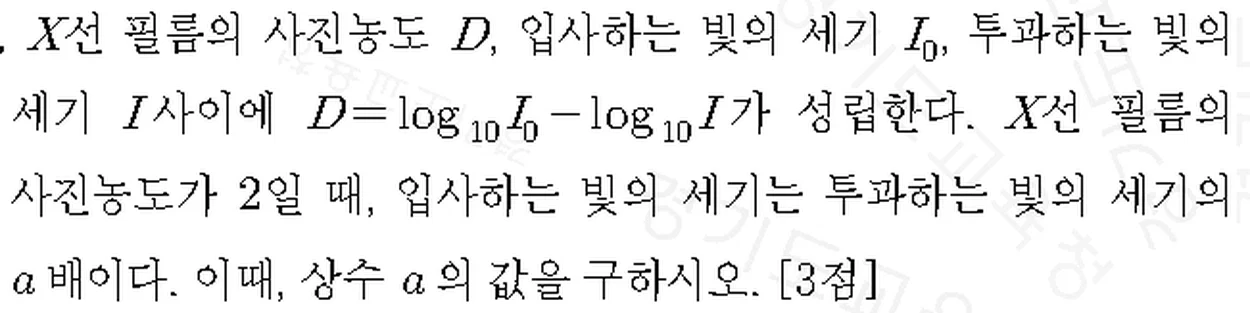 . X선 필름의 사진농도 D, 입사하는 빛의 세기 I₀, 투과하는 빛의
세기 I사이에 D=log₁₀I₀-log₁₀I가 성립한다. X선 필름의
사진농도가 2일 때, 입사하는 빛의 세기는 투과하는 빛의 세기의
a배이다. 이때, 상수 a의 값을 구하시오. [3점]